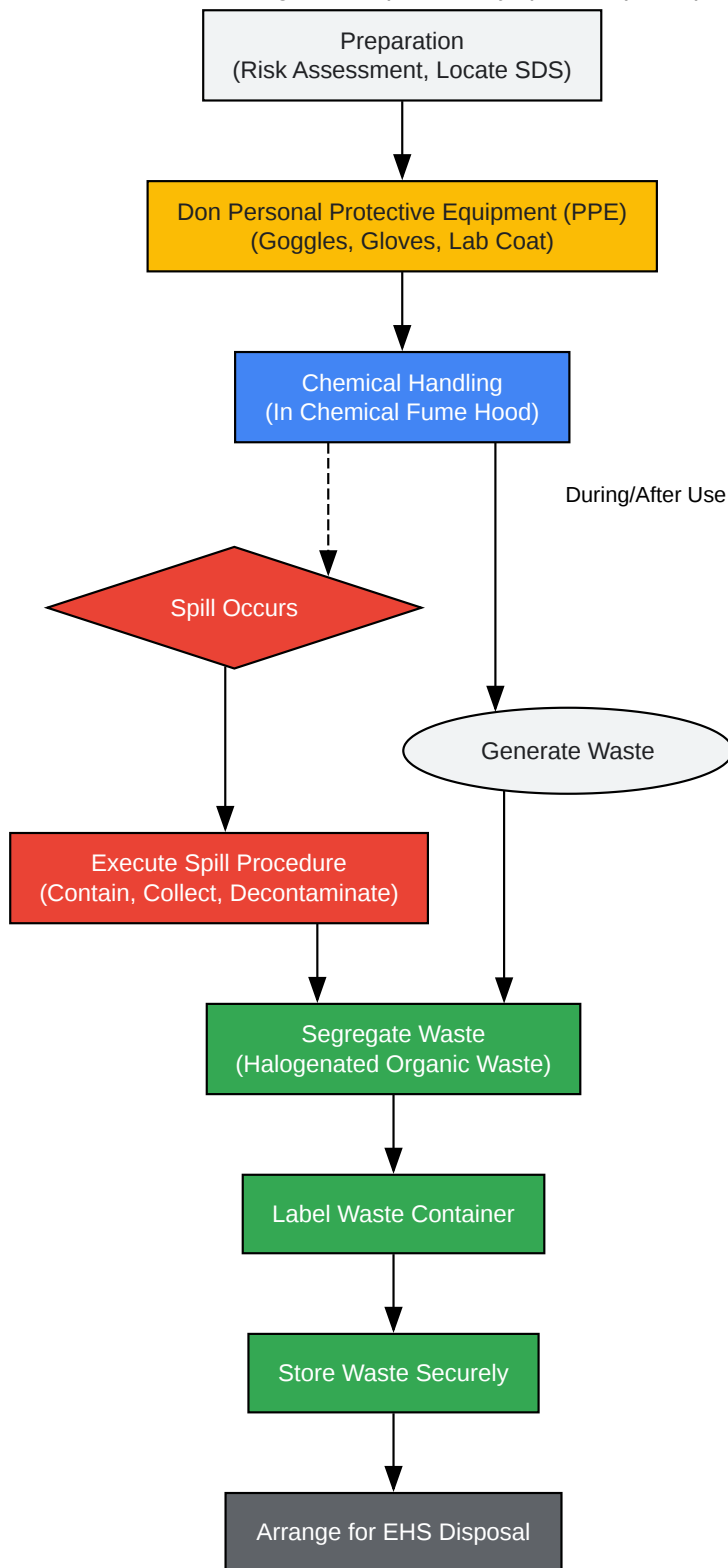 Preparation
(Risk Assessment, Locate SDS)
Don Personal Protective Equipment (PPE)
(Goggles, Gloves, Lab Coat)
Chemical Handling
(In Chemical Fume Hood)
During/After Use
Spill Occurs
Generate Waste
Execute Spill Procedure
(Contain, Collect, Decontaminate)
Segregate Waste
(Halogenated Organic Waste)
Label Waste Container
Store Waste Securely
Arrange for EHS Disposal